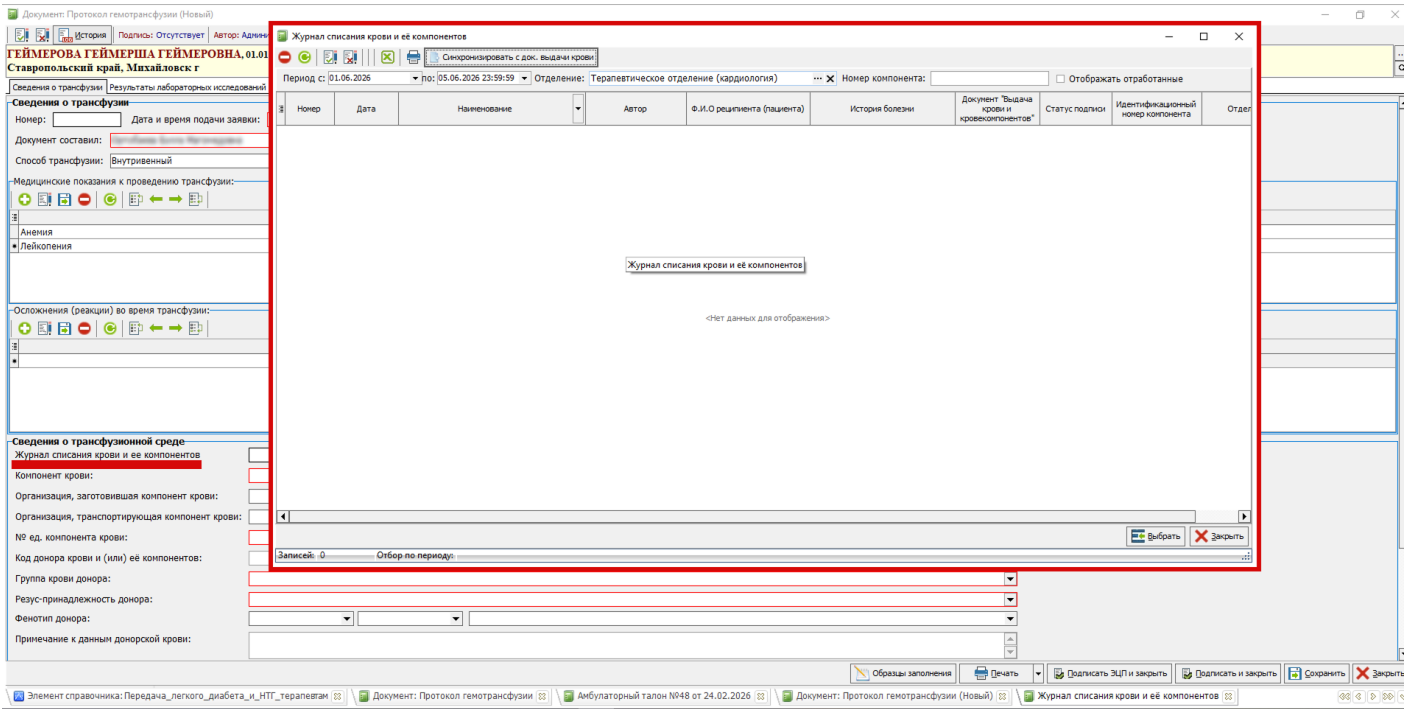 Документ: Протокол гемотрансфузии (Новый)
История Подпись: Отсутствует Автор: Админи
ГЕЙМЕРОВА ГЕЙМЕРША ГЕЙМЕРОВНА, 01.01
Ставропольский край, Михайловск г
Сведения о трансфузии Результаты лабораторных исследований
Сведения о трансфузии
Номер: Дата и время подачи заявки:
Документ составил:
Способ трансфузии: Внутривенный
Медицинские показания к проведению трансфузии:
Анемия
Лейкопения
Осложнения (реакции) во время трансфузии:
Журнал списания крови и её компонентов
Синхронизировать с док. выдачи крови
Период с: 01.06.2026 по: 05.06.2026 23:59:59 Отделение: Терапевтическое отделение (кардиология) ... Номер компонента: Отображать отработанные
Номер Дата Наименование Автор Ф.И.О реципиента (пациента) История болезни Документ "Выдача крови и кровекомпонентов" Статус подписи Идентификационный номер компонента Отдел
Журнал списания крови и её компонентов
<Нет данных для отображения>
Выбрать Закрыть
Записей: 0 Отбор по периоду:
Сведения о трансфузионной среде
Журнал списания крови и ее компонентов
Компонент крови:
Организация, заготовившая компонент крови:
Организация, транспортирующая компонент крови:
№ ед. компонента крови:
Код донора крови и (или) её компонентов:
Группа крови донора:
Резус-принадлежность донора:
Фенотип донора:
Примечание к данным донорской крови:
Образцы заполнения Печать Подписать ЭЦП и закрыть Подписать и закрыть Сохранить Закрыть
Элемент справочника: Передача_легкого_диабета_и_НТГ_терапевтам Документ: Протокол гемотрансфузии Амбулаторный талон №48 от 24.02.2026 Документ: Протокол гемотрансфузии (Новый) Журнал списания крови и её компонентов